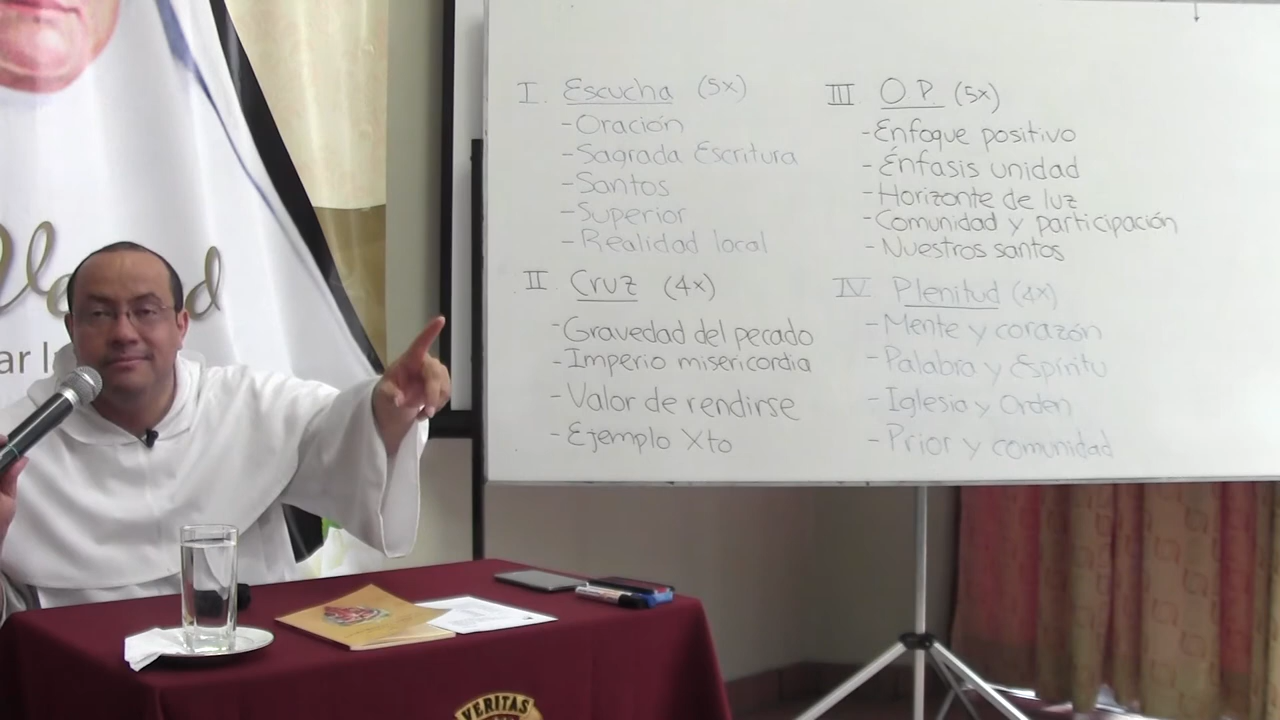 I. Escucha (5x)
-Oración
-Sagrada Escritura
-Santos
-Superior
-Realidad local
II Cruz (4x)
-Gravedad del pecado
-Imperio misericordia
-Valor de rendirse
-Ejemplo Xto
III O.P. (5x)
-Enfoque positivo
-Énfasis unidad
-Horizonte de luz
-Comunidad y participación
-Nuestros santos
IV Plenitud (4x)
-Mente y corazón
-Palabra y Espíritu
-Iglesia y Orden
-Prior y comunidad
VERITAS